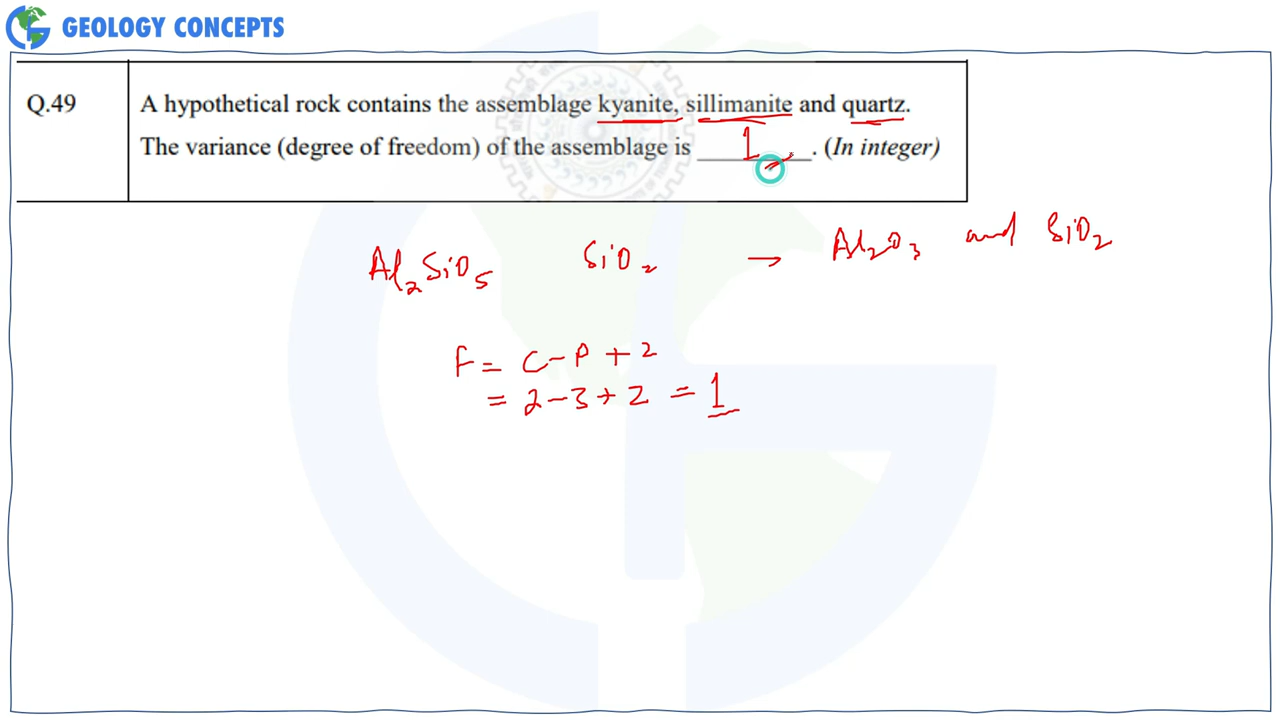 GEOLOGY CONCEPTS
Q.49
A hypothetical rock contains the assemblage kyanite, sillimanite and quartz.
The variance (degree of freedom) of the assemblage is 1. (In integer)
Al₂SiO₅ SiO₂ → Al₂O₃ and SiO₂
F = C - P + 2
= 2 - 3 + 2 = 1